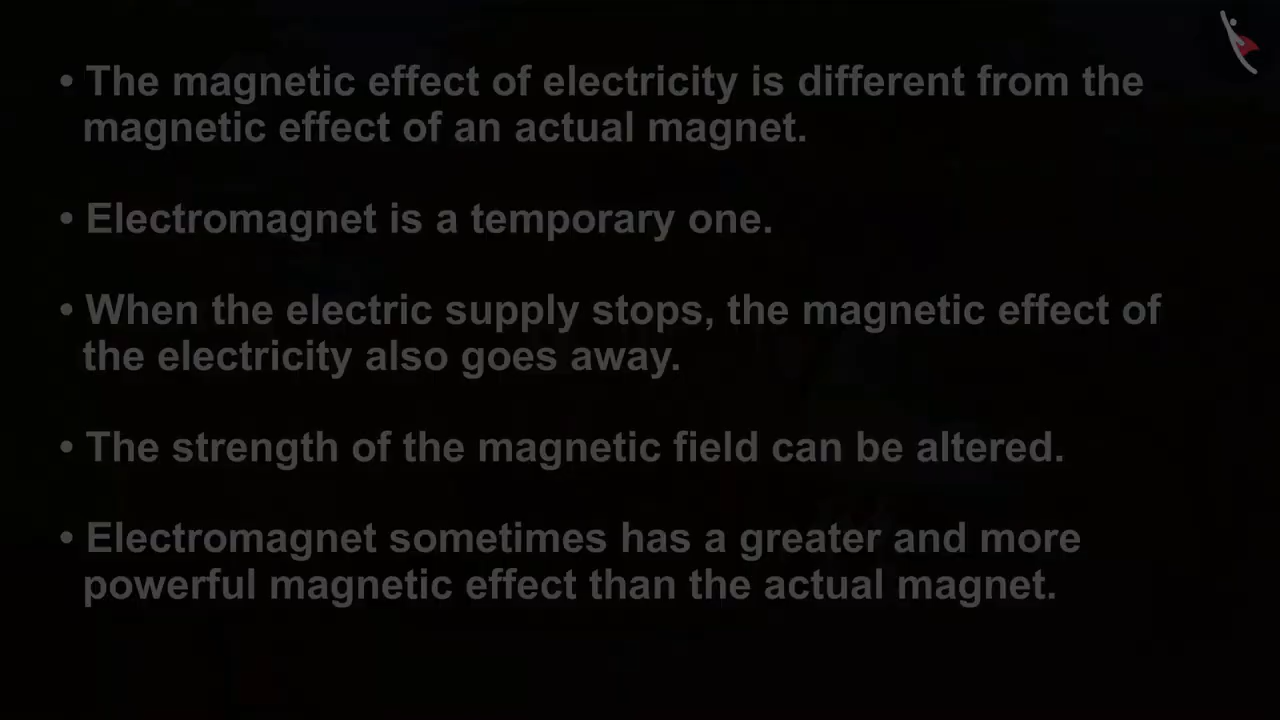 • The magnetic effect of electricity is different from the
magnetic effect of an actual magnet.
• Electromagnet is a temporary one.
• When the electric supply stops, the magnetic effect of
the electricity also goes away.
• The strength of the magnetic field can be altered.
• Electromagnet sometimes has a greater and more
powerful magnetic effect than the actual magnet.